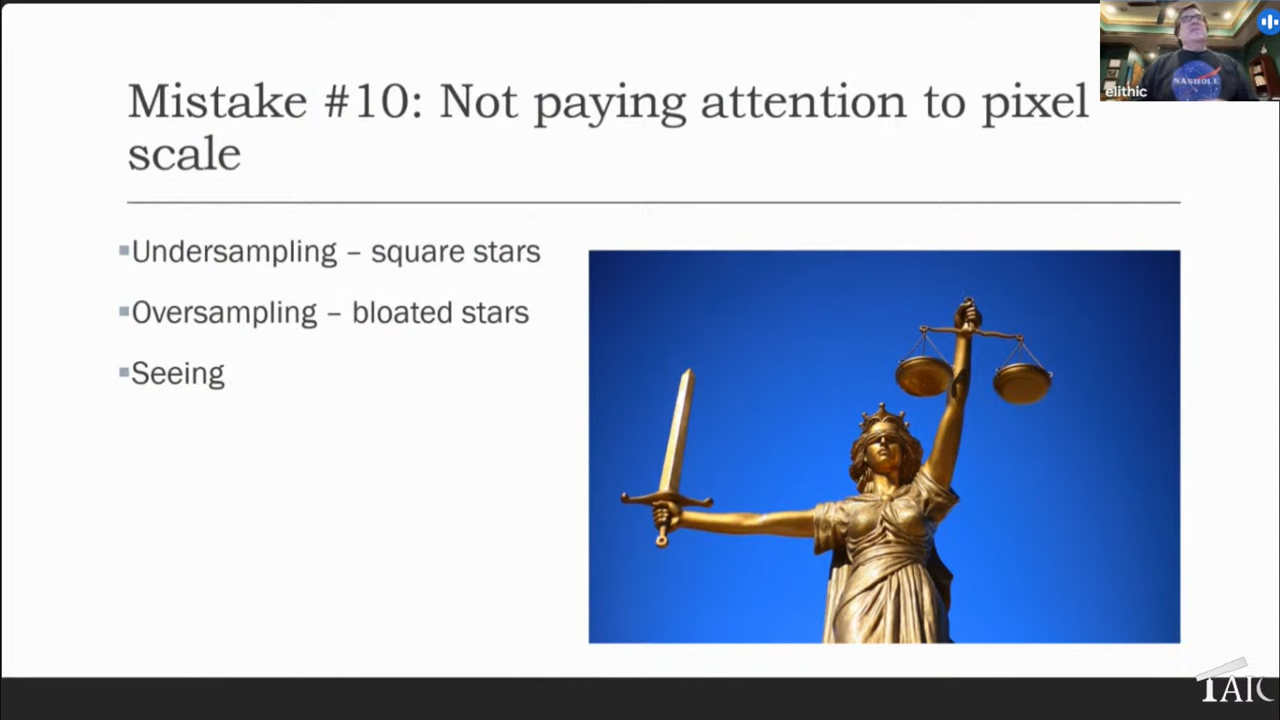 Mistake #10: Not paying attention to pixel
scale
▪Undersampling – square stars
▪Oversampling – bloated stars
▪Seeing
NASHOLE
elithic
TAIC